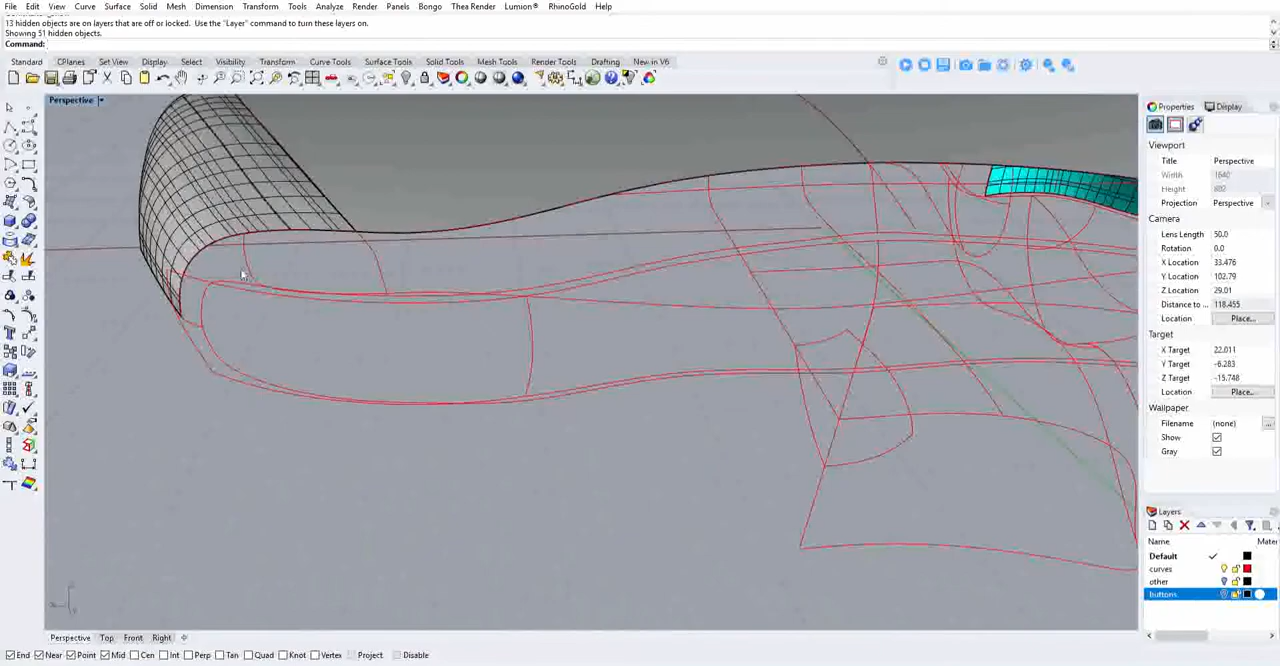 File Edit View Curve Surface Solid Mesh Dimension Transform Tools Analyze Render Panels Bongo Thea Render Lumion® RhinoGold Help
13 hidden objects are on layers that are off or locked. Use the "Layer" command to turn these layers on.
Showing 51 hidden objects.
Command:
Standard CPlanes Set View Display Select Visibility Transform Curve Tools Surface Tools Solid Tools Mesh Tools Render Tools Drafting New in V6
Perspective
Properties Display
Viewport
Title Perspective
Width 1640
Height 802
Projection Perspective
Camera
Lens Length 50.0
Rotation 0.0
X Location 33.476
Y Location 102.79
Z Location 29.01
Distance to ... 118.455
Location Place...
Target
X Target 22.011
Y Target -6.283
Z Target -15.748
Location Place...
Wallpaper
Filename (none) ...
Show
Gray
Layers
Name Mater
Default
curves
other
buttons
Perspective Top Front Right
End Near Point Mid Cen Int Perp Tan Quad Knot Vertex Project Disable